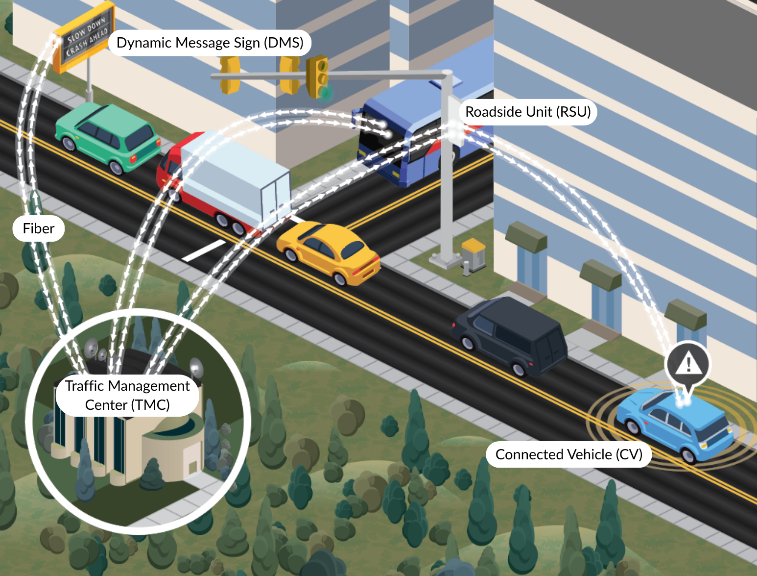 SLOW DOWN
CRASH AHEAD
Dynamic Message Sign (DMS)
Roadside Unit (RSU)
Fiber
Traffic Management
Center (TMC)
Connected Vehicle (CV)